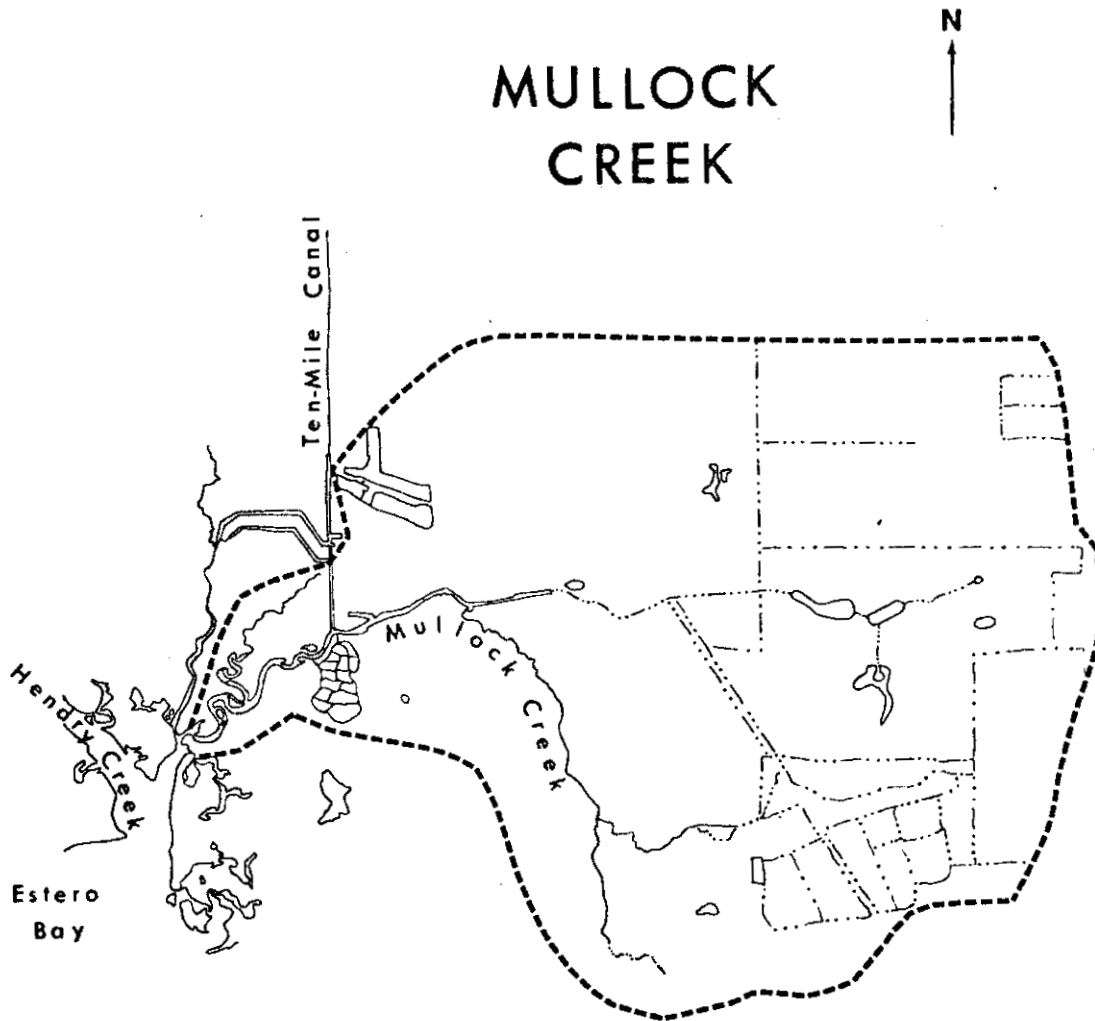 N
MULLOCK
CREEK
Ten-Mile Canal
Mullock Creek
Hendry Creek
Estero
Bay